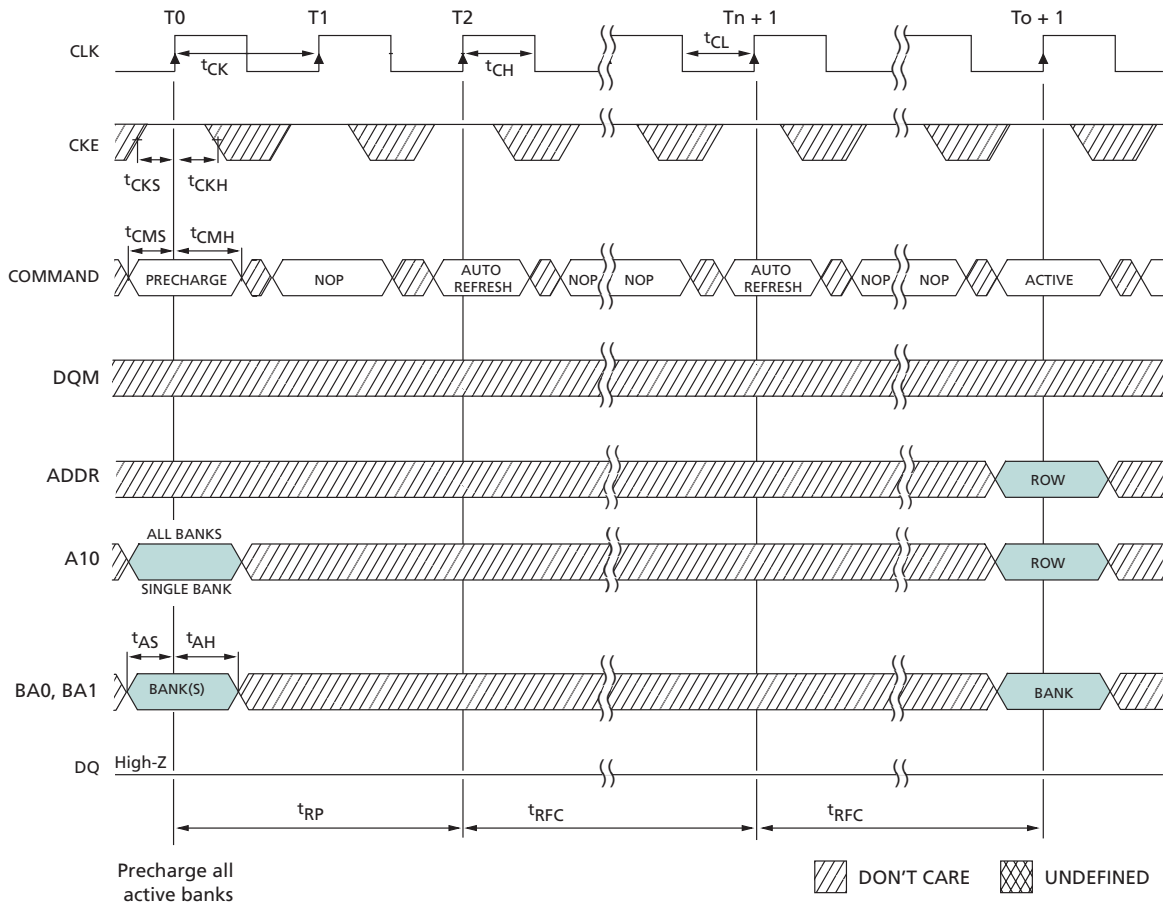 T0 T1 T2 Tn + 1 To + 1
CLK
tCK tCH tCL
CKE
tCKS tCKH
tCMS tCMH
COMMAND PRECHARGE NOP AUTO REFRESH NOP NOP AUTO REFRESH NOP NOP ACTIVE
DQM
ADDR ROW
ALL BANKS
A10 ROW
SINGLE BANK
tAS tAH
BA0, BA1 BANK(S) BANK
DQ High-Z
tRP tRFC tRFC
Precharge all
active banks
DON'T CARE UNDEFINED